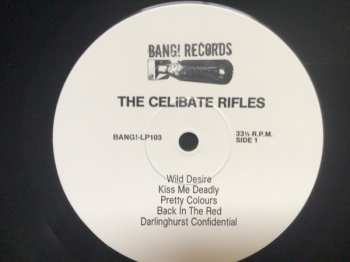 BANG! RECORDS
THE CELIBATE RIFLES
BANG!-LP103
33⅓ R.P.M.
SIDE 1
Wild Desire
Kiss Me Deadly
Pretty Colours
Back In The Red
Darlinghurst Confidential